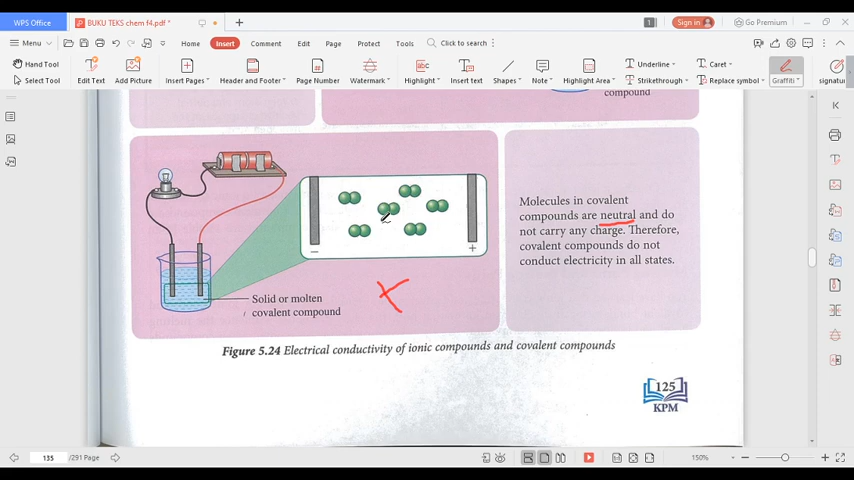 WPS Office
BUKU TEKS chem f4.pdf *
+
1
Sign in
Go Premium
Menu
Home
Insert
Comment
Edit
Page
Protect
Tools
Click to search
Hand Tool
Select Tool
Edit Text
Add Picture
Insert Pages
Header and Footer
Page Number
Watermark
Highlight
Insert text
Shapes
Note
Highlight Area
Underline
Strikethrough
Caret
Replace symbol
Graffiti
signatur
compound
Solid or molten
covalent compound
−
+
Molecules in covalent
compounds are neutral and do
not carry any charge. Therefore,
covalent compounds do not
conduct electricity in all states.
Figure 5.24 Electrical conductivity of ionic compounds and covalent compounds
125
KPM
135
/291 Page
150%